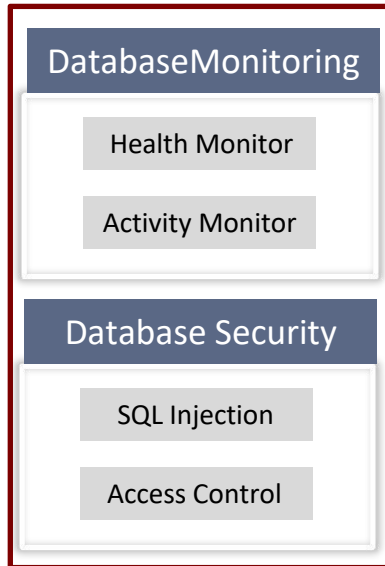 DatabaseMonitoring
Health Monitor
Activity Monitor
Database Security
SQL Injection
Access Control